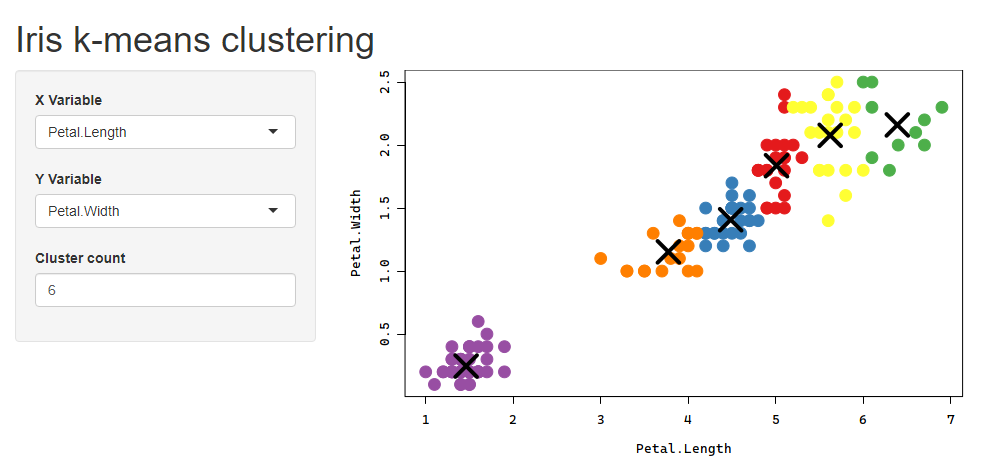 Iris k-means clustering
X Variable
Petal.Length
Y Variable
Petal.Width
Cluster count
6
Petal.Width
2.5
2.0
1.5
1.0
0.5
1 2 3 4 5 6 7
Petal.Length